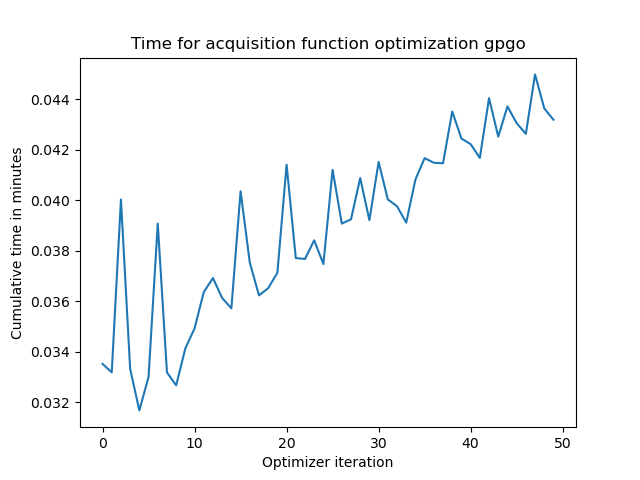 Time for acquisition function optimization gpgo
Cumulative time in minutes
0.044
0.042
0.040
0.038
0.036
0.034
0.032
0 10 20 30 40 50
Optimizer iteration